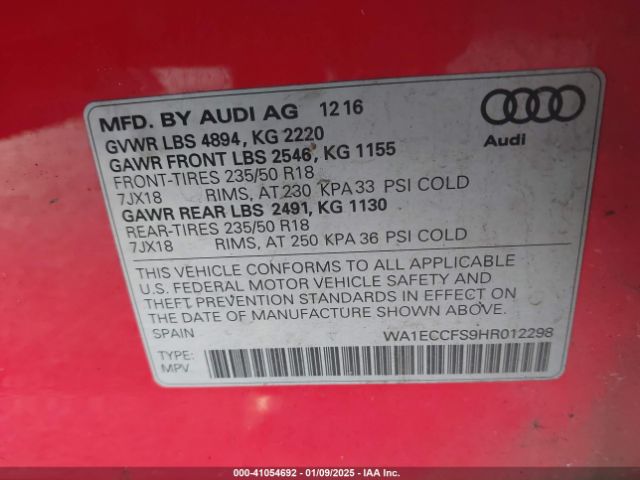 MFD. BY AUDI AG 12 16
GVWR LBS 4894, KG 2220
GAWR FRONT LBS 2546, KG 1155
FRONT-TIRES 235/50 R18
7JX18 RIMS, AT 230 KPA 33 PSI COLD
GAWR REAR LBS 2491, KG 1130
REAR-TIRES 235/50 R18
7JX18 RIMS, AT 250 KPA 36 PSI COLD
Audi
THIS VEHICLE CONFORMS TO ALL APPLICABLE
U.S. FEDERAL MOTOR VEHICLE SAFETY AND
THEFT PREVENTION STANDARDS IN EFFECT ON
THE DATE OF MANUFACTURE SHOWN ABOVE.
SPAIN WA1ECCFS9HR012298
TYPE:
MPV
000-41054692 - 01/09/2025 - IAA Inc.